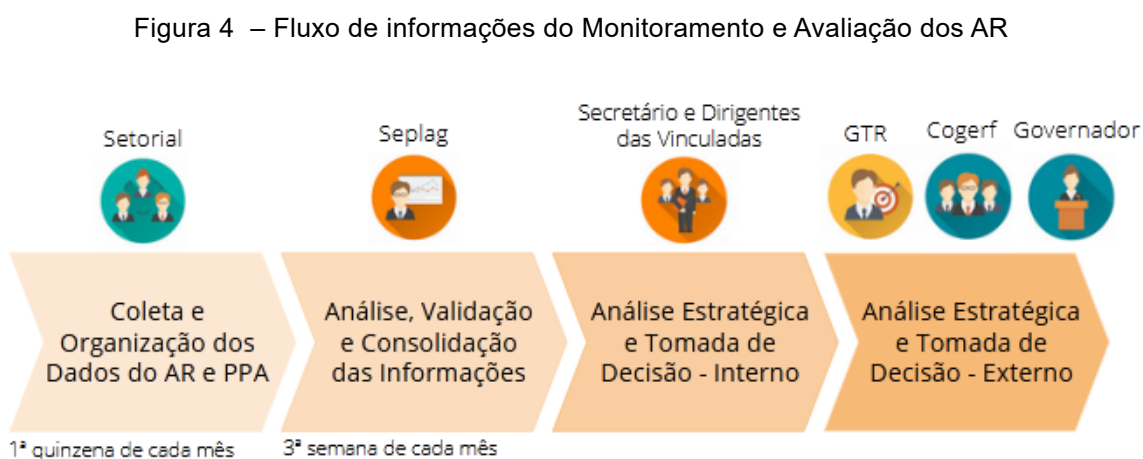 Figura 4 – Fluxo de informações do Monitoramento e Avaliação dos AR
Setorial
Seplag
Secretário e Dirigentes
das Vinculadas
GTR
Cogerf
Governador
Coleta e
Organização dos
Dados do AR e PPA
Análise, Validação
e Consolidação
das Informações
Análise Estratégica
e Tomada de
Decisão - Interno
Análise Estratégica
e Tomada de
Decisão - Externo
1ª quinzena de cada mês
3ª semana de cada mês